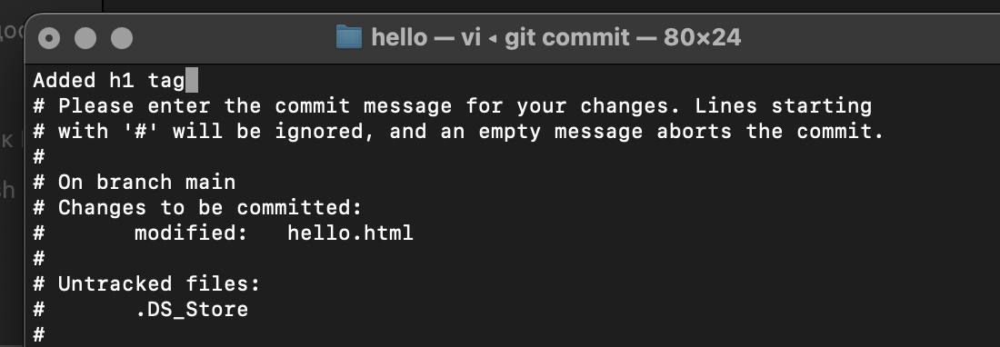 hello — vi ◂ git commit — 80×24
Added h1 tag
# Please enter the commit message for your changes. Lines starting
# with '#' will be ignored, and an empty message aborts the commit.
#
# On branch main
# Changes to be committed:
#       modified:   hello.html
#
# Untracked files:
#       .DS_Store
#